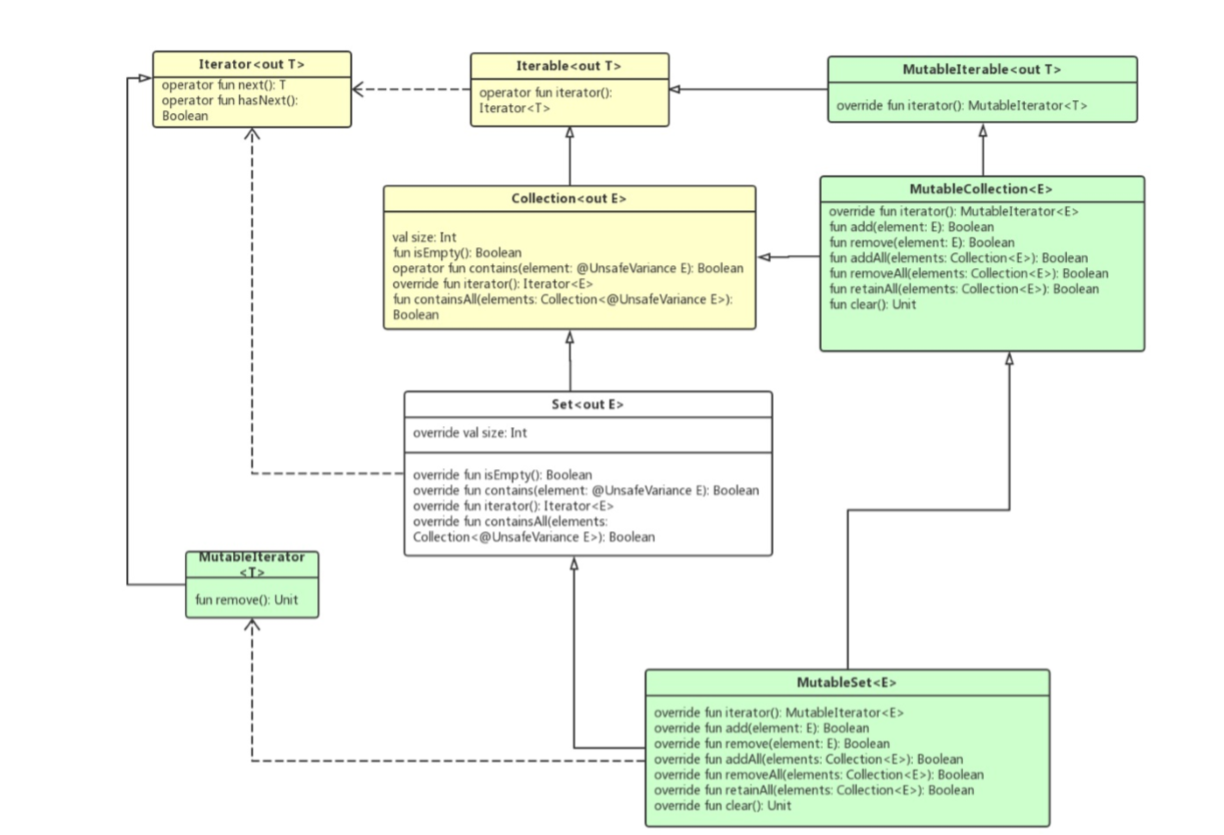 Iterator<out T>
operator fun next(): T
operator fun hasNext():
Boolean
Iterable<out T>
operator fun iterator():
Iterator<T>
MutableIterable<out T>
override fun iterator(): MutableIterator<T>
Collection<out E>
val size: Int
fun isEmpty(): Boolean
operator fun contains(element: @UnsafeVariance E): Boolean
override fun iterator(): Iterator<E>
fun containsAll(elements: Collection<@UnsafeVariance E>):
Boolean
MutableCollection<E>
override fun iterator(): MutableIterator<E>
fun add(element: E): Boolean
fun remove(element: E): Boolean
fun addAll(elements: Collection<E>): Boolean
fun removeAll(elements: Collection<E>): Boolean
fun retainAll(elements: Collection<E>): Boolean
fun clear(): Unit
Set<out E>
override val size: Int
override fun isEmpty(): Boolean
override fun contains(element: @UnsafeVariance E): Boolean
override fun iterator(): Iterator<E>
override fun containsAll(elements:
Collection<@UnsafeVariance E>): Boolean
MutableIterator
<T>
fun remove(): Unit
MutableSet<E>
override fun iterator(): MutableIterator<E>
override fun add(element: E): Boolean
override fun remove(element: E): Boolean
override fun addAll(elements: Collection<E>): Boolean
override fun removeAll(elements: Collection<E>): Boolean
override fun retainAll(elements: Collection<E>): Boolean
override fun clear(): Unit